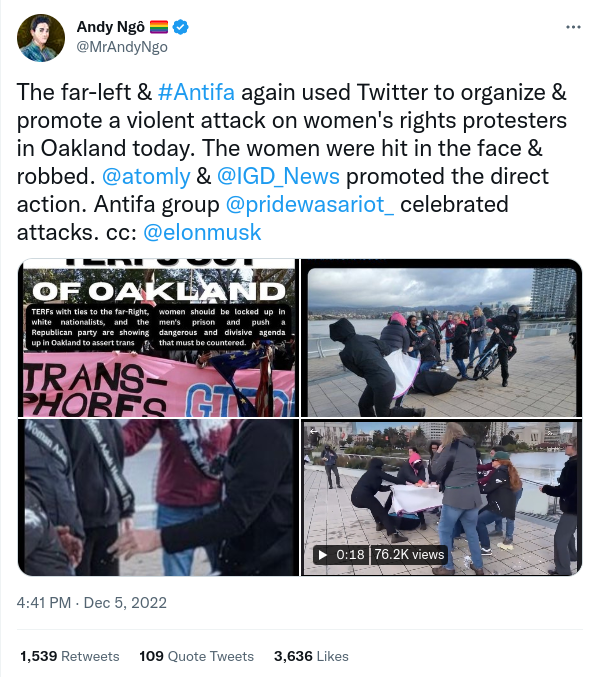 Andy Ngô 🏳️‍🌈
@MrAndyNgo
The far-left & #Antifa again used Twitter to organize &
promote a violent attack on women's rights protesters
in Oakland today. The women were hit in the face &
robbed. @atomly & @IGD_News promoted the direct
action. Antifa group @pridewasariot_ celebrated
attacks. cc: @elonmusk
OF OAKLAND
TERFs with ties to the far-Right,
white nationalists, and the
Republican party are showing
up in Oakland to assert trans
women should be locked up in
men's prison and push a
dangerous and divisive agenda
that must be countered.
TRANS-
PHOBES
0:18 76.2K views
4:41 PM · Dec 5, 2022
1,539 Retweets 109 Quote Tweets 3,636 Likes